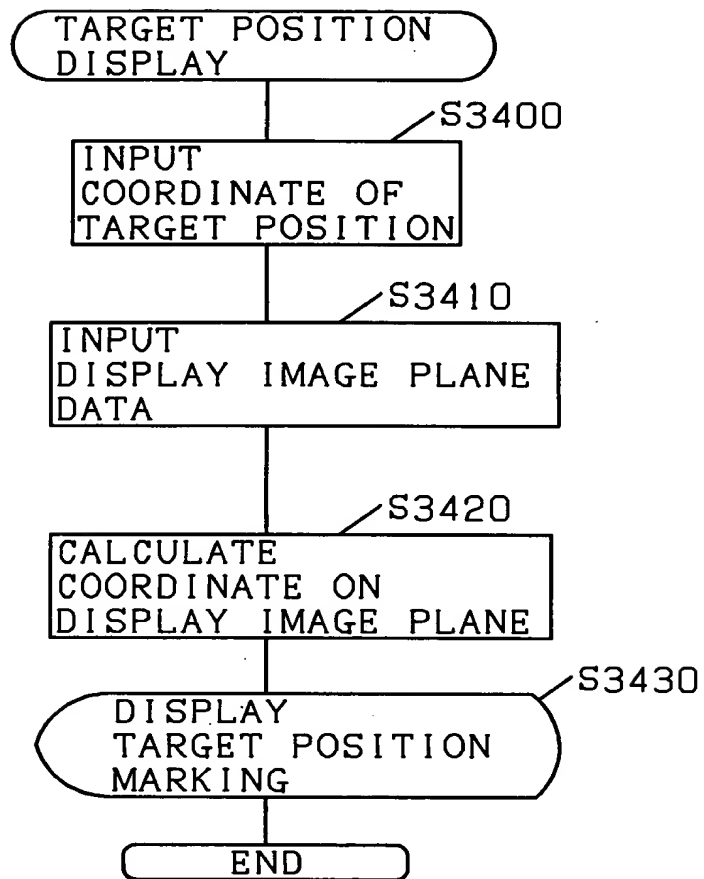 TARGET POSITION
DISPLAY
S3400
INPUT
COORDINATE OF
TARGET POSITION
S3410
INPUT
DISPLAY IMAGE PLANE
DATA
S3420
CALCULATE
COORDINATE ON
DISPLAY IMAGE PLANE
S3430
DISPLAY
TARGET POSITION
MARKING
END